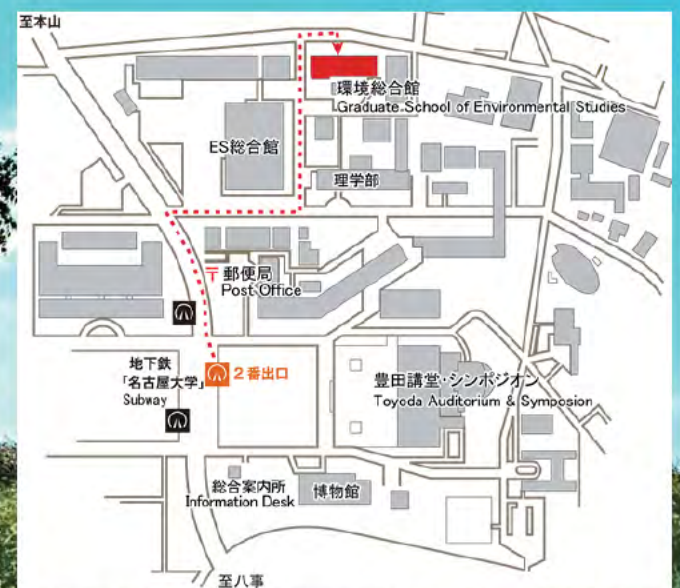 至本山
環境総合館
Graduate School of Environmental Studies
ES総合館
理学部
〒郵便局
Post Office
地下鉄
「名古屋大学」
Subway
2番出口
豊田講堂・シンポジオン
Toyoda Auditorium & Symposion
総合案内所
Information Desk
博物館
至八事